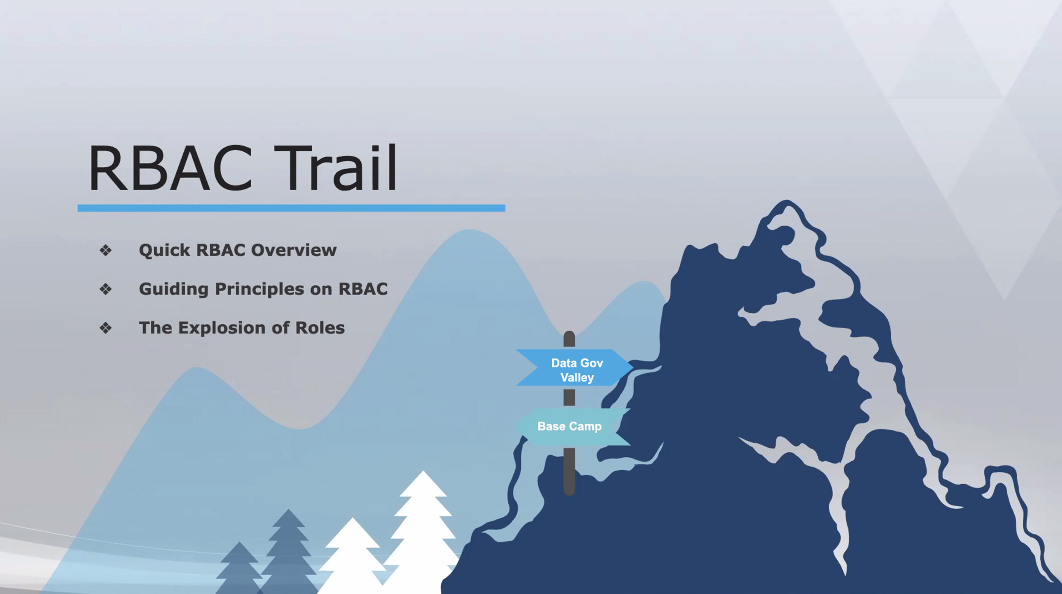 RBAC Trail
❖ Quick RBAC Overview
❖ Guiding Principles on RBAC
❖ The Explosion of Roles
Data Gov
Valley
Base Camp